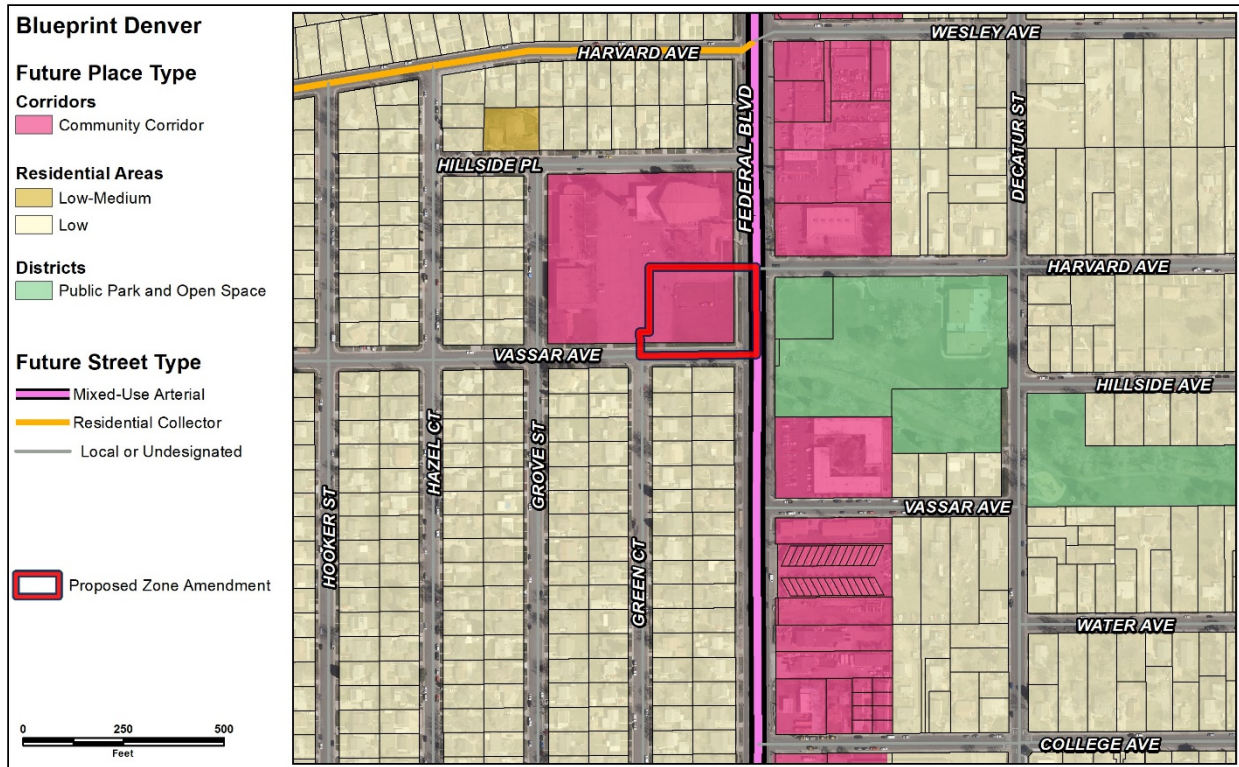 Blueprint Denver
Future Place Type
Corridors
Community Corridor
Residential Areas
Low-Medium
Low
Districts
Public Park and Open Space
Future Street Type
Mixed-Use Arterial
Residential Collector
Local or Undesignated
Proposed Zone Amendment
0 250 500
Feet
WESLEY AVE
HARVARD AVE
FEDERAL BLVD
DECATUR ST
HILLSIDE PL
HARVARD AVE
VASSAR AVE
HILLSIDE AVE
HOOKER ST
HAZEL CT
GROVE ST
GREEN CT
VASSAR AVE
WATER AVE
COLLEGE AVE